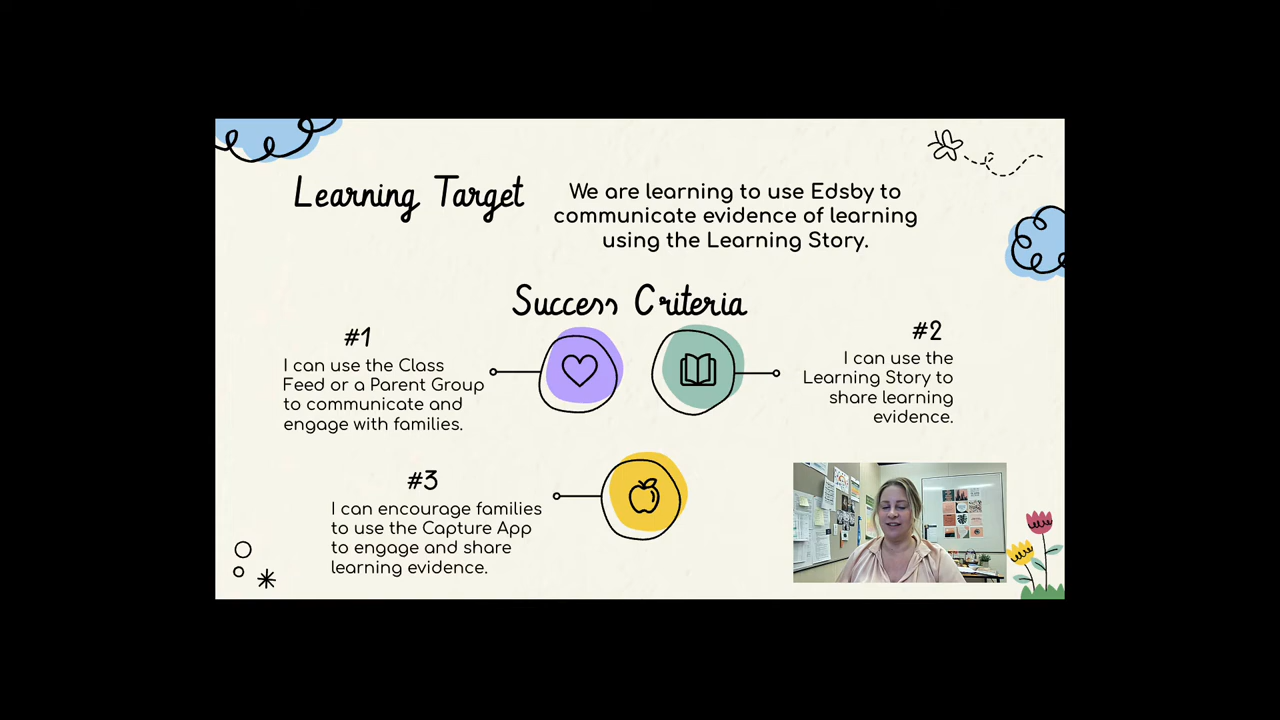 Learning Target
We are learning to use Edsby to
communicate evidence of learning
using the Learning Story.
Success Criteria
#1
I can use the Class
Feed or a Parent Group
to communicate and
engage with families.
#2
I can use the
Learning Story to
share learning
evidence.
#3
I can encourage families
to use the Capture App
to engage and share
learning evidence.